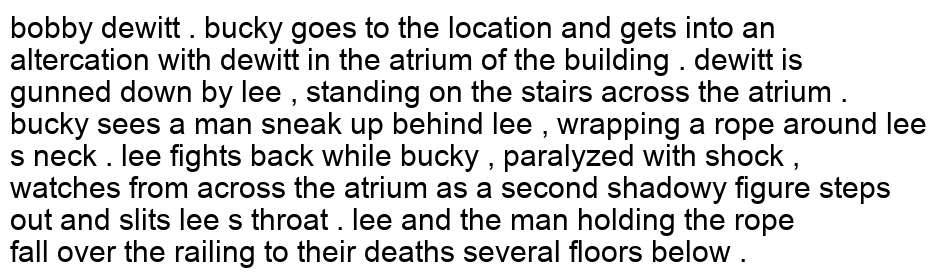 bobby dewitt . bucky goes to the location and gets into an
altercation with dewitt in the atrium of the building . dewitt is
gunned down by lee , standing on the stairs across the atrium .
bucky sees a man sneak up behind lee , wrapping a rope around lee
s neck . lee fights back while bucky , paralyzed with shock ,
watches from across the atrium as a second shadowy figure steps
out and slits lee s throat . lee and the man holding the rope
fall over the railing to their deaths several floors below .